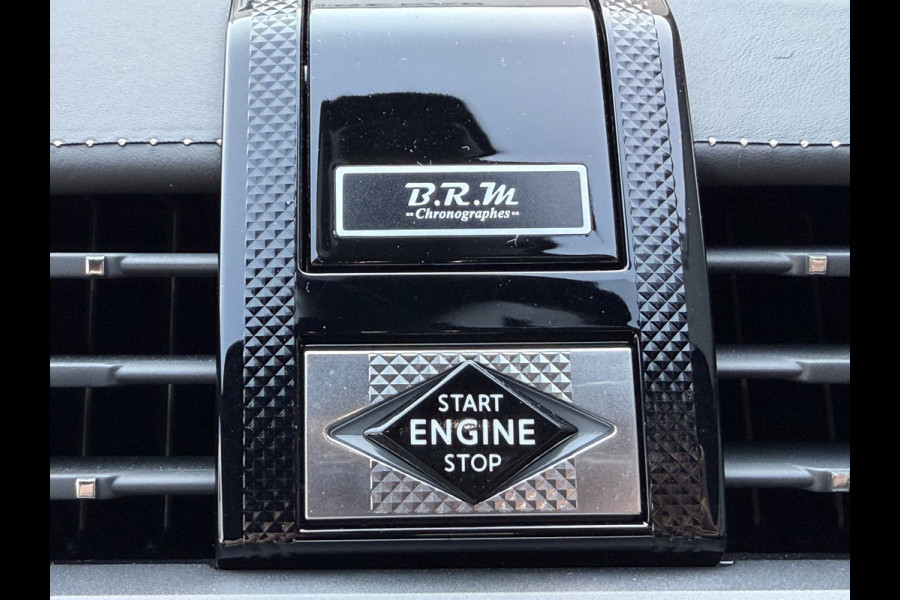 B.R.M
Chronographes
START
ENGINE
STOP